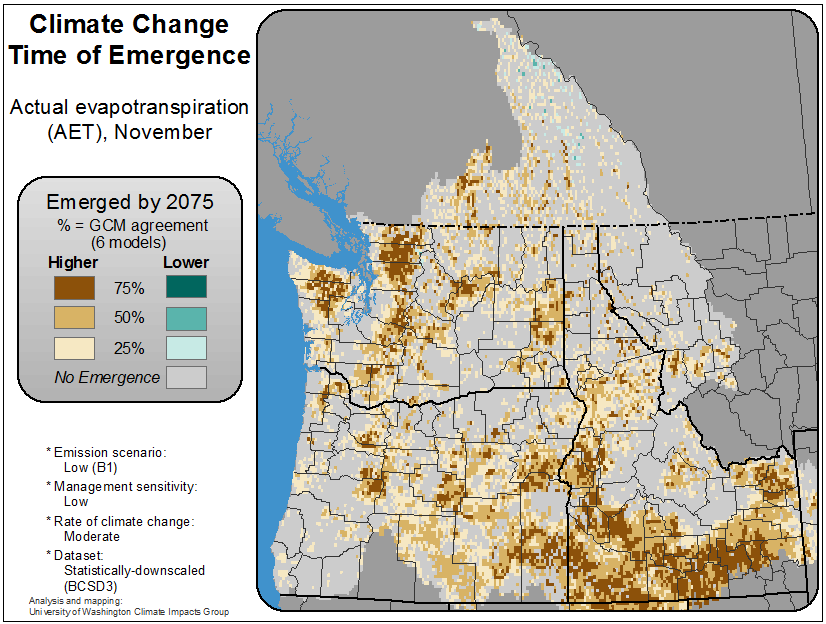 Climate Change
Time of Emergence
Actual evapotranspiration
(AET), November
Emerged by 2075
% = GCM agreement
(6 models)
Higher Lower
75%
50%
25%
No Emergence
* Emission scenario:
Low (B1)
* Management sensitivity:
Low
* Rate of climate change:
Moderate
* Dataset:
Statistically-downscaled
(BCSD3)
Analysis and mapping:
University of Washington Climate Impacts Group